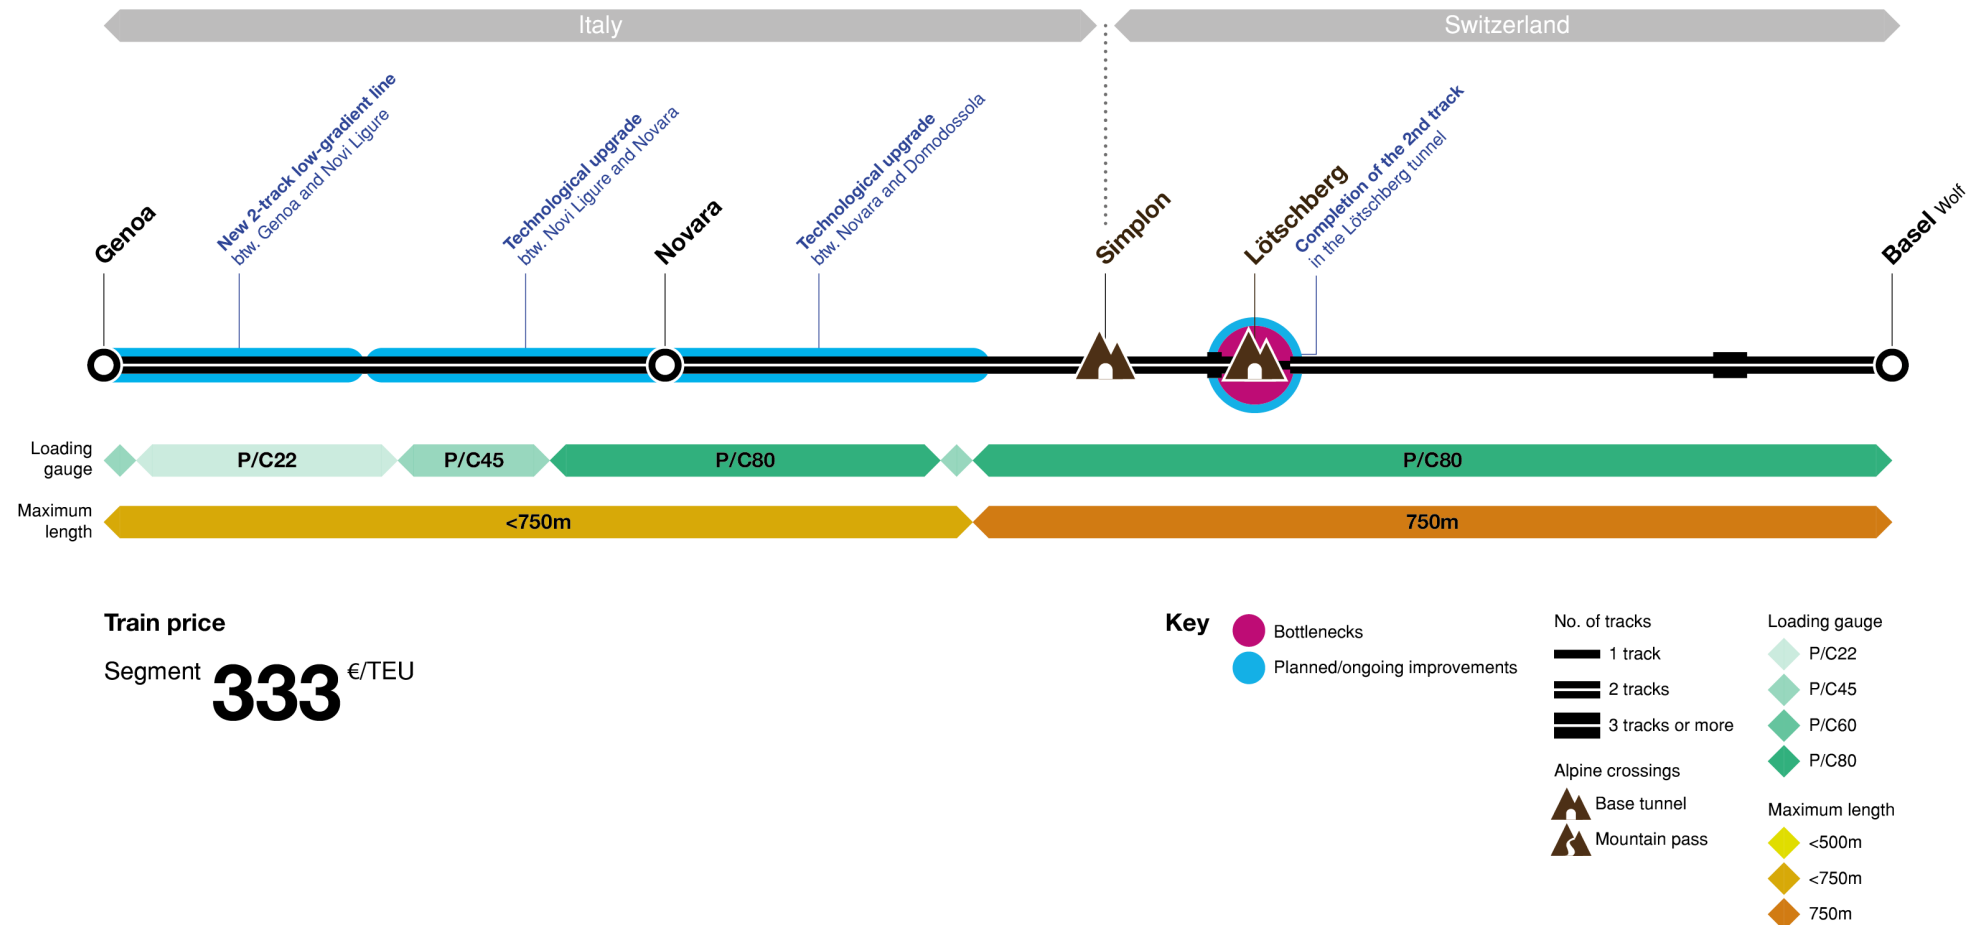 Italy
Switzerland
Genoa
New 2-track low-gradient line
btw. Genoa and Novi Ligure
Technological upgrade
btw. Novi Ligure and Novara
Novara
Technological upgrade
btw. Novara and Domodossola
Simplon
Lötschberg
Completion of the 2nd track
in the Lötschberg tunnel
Basel Wolf
Loading
gauge
P/C22
P/C45
P/C80
P/C80
Maximum
length
<750m
750m
Train price
Segment 333 €/TEU
Key
Bottlenecks
Planned/ongoing improvements
No. of tracks
1 track
2 tracks
3 tracks or more
Alpine crossings
Base tunnel
Mountain pass
Loading gauge
P/C22
P/C45
P/C60
P/C80
Maximum length
<500m
<750m
750m